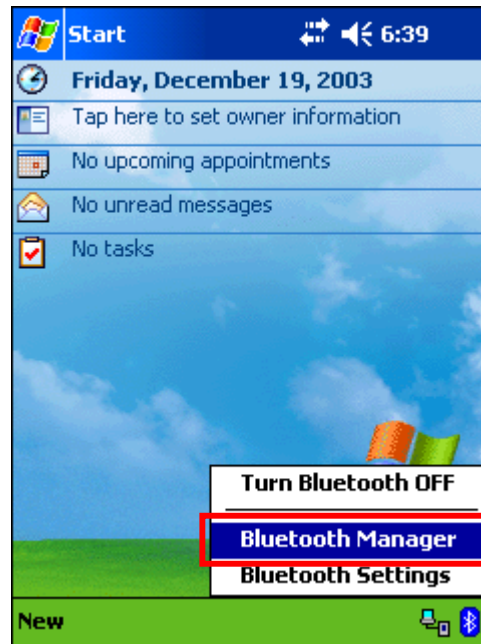 Start 6:39
Friday, December 19, 2003
Tap here to set owner information
No upcoming appointments
No unread messages
No tasks
Turn Bluetooth OFF
Bluetooth Manager
Bluetooth Settings
New